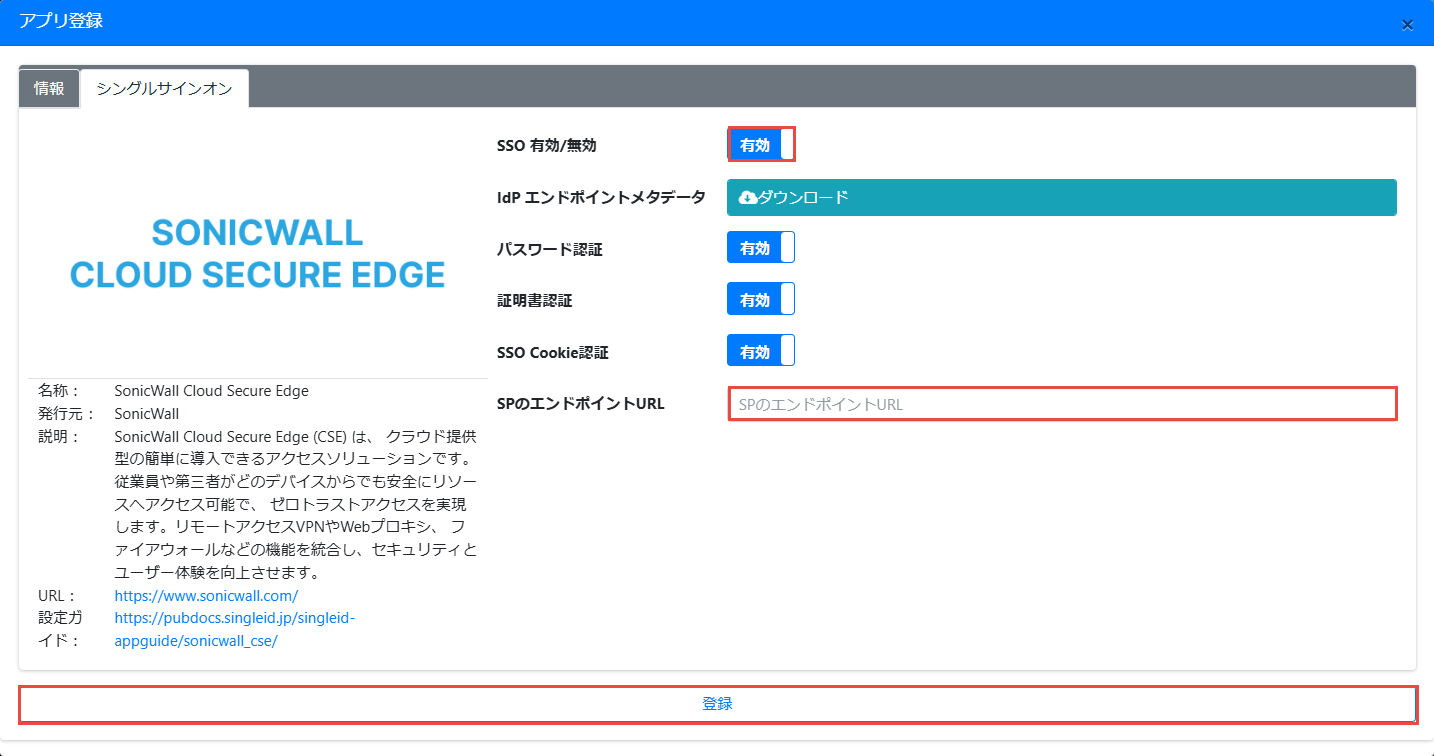 アプリ登録
×
情報
シングルサインオン
SONICWALL
CLOUD SECURE EDGE
名称：
SonicWall Cloud Secure Edge
発行元：
SonicWall
説明：
SonicWall Cloud Secure Edge (CSE) は、 クラウド提供
型の簡単に導入できるアクセスソリューションです。
従業員や第三者がどのデバイスからでも安全にリソー
スへアクセス可能で、 ゼロトラストアクセスを実現
します。リモートアクセスVPNやWebプロキシ、 フ
ァイアウォールなどの機能を統合し、セキュリティと
ユーザー体験を向上させます。
URL：
https://www.sonicwall.com/
設定ガ
イド：
https://pubdocs.singleid.jp/singleid-
appguide/sonicwall_cse/
SSO 有効/無効
有効
IdP エンドポイントメタデータ
ダウンロード
パスワード認証
有効
証明書認証
有効
SSO Cookie認証
有効
SPのエンドポイントURL
SPのエンドポイントURL
登録